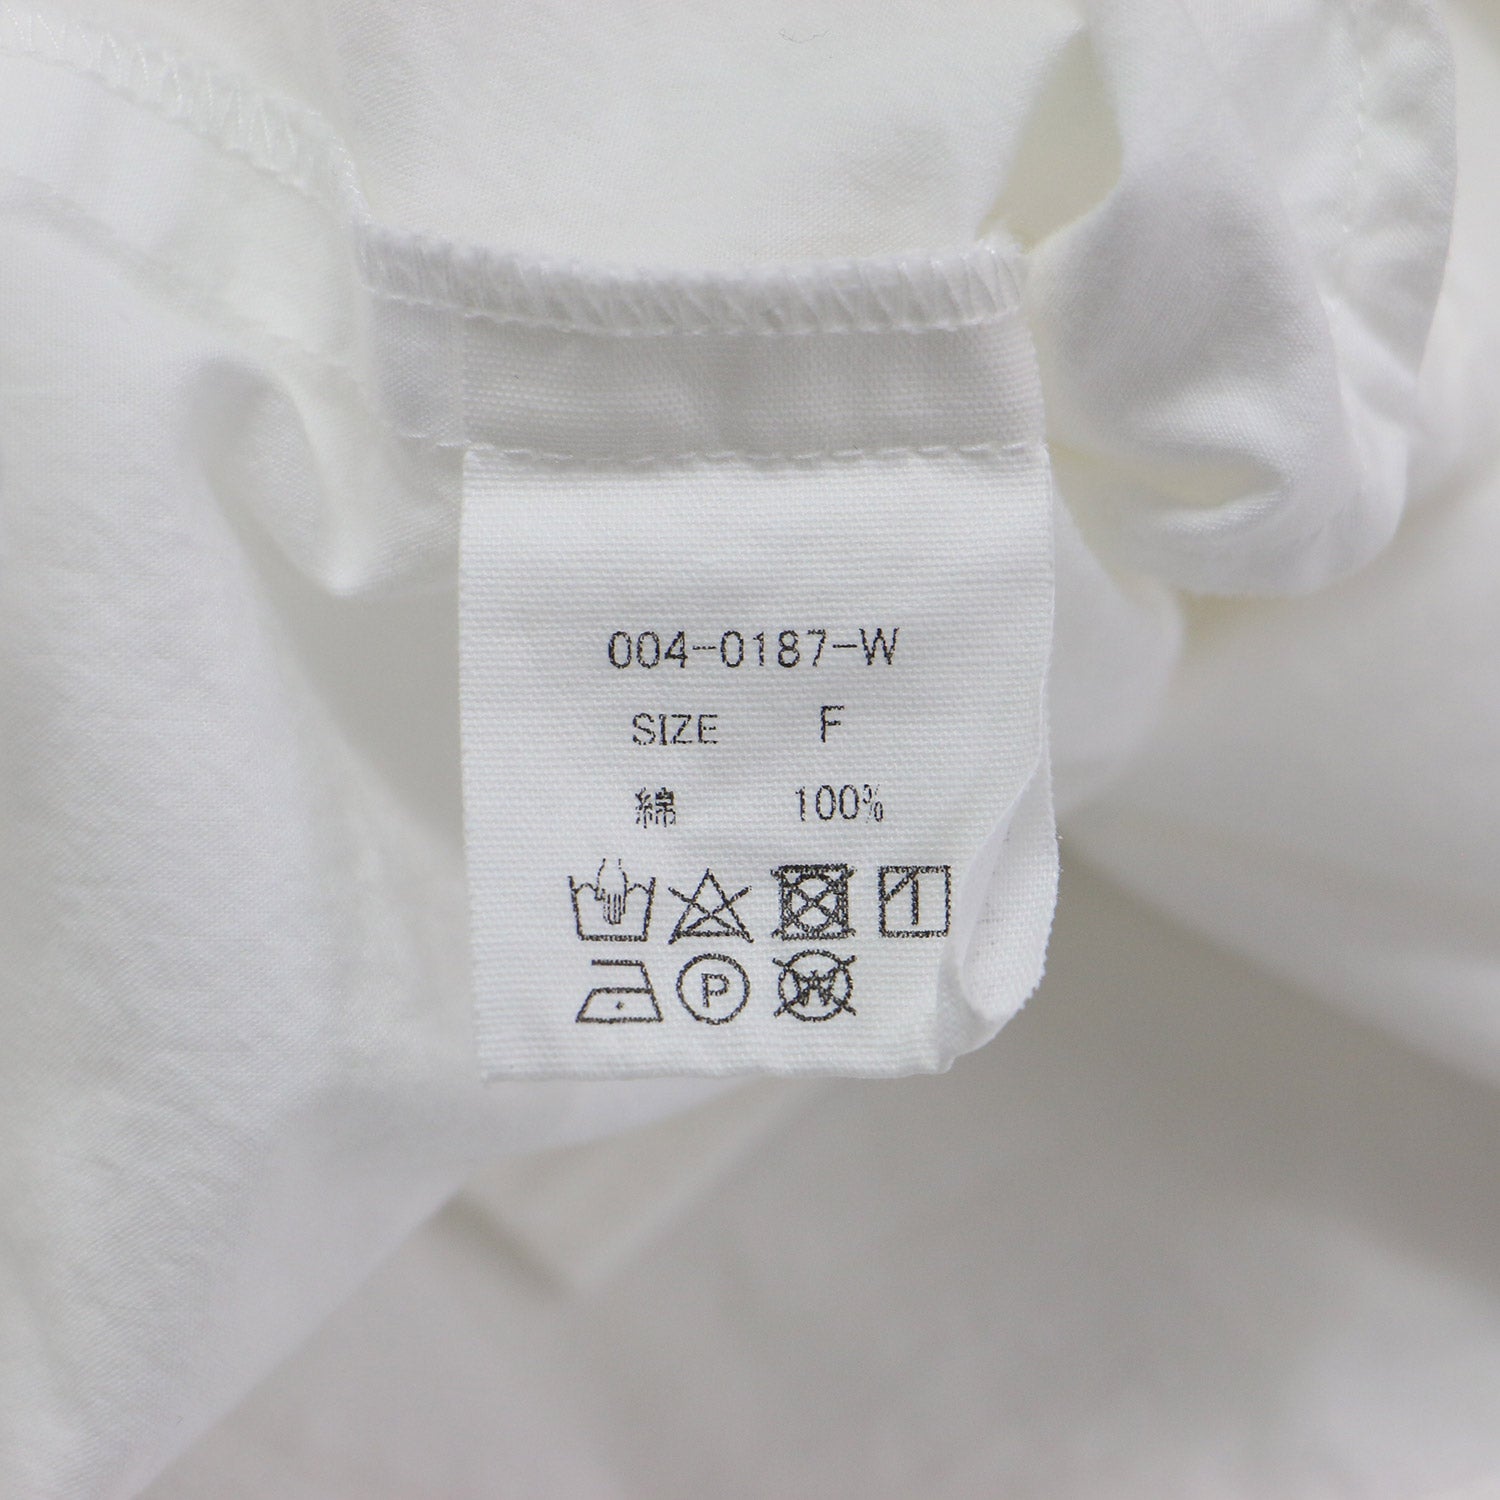 004-0187-W
SIZE F
綿 100%
P
W